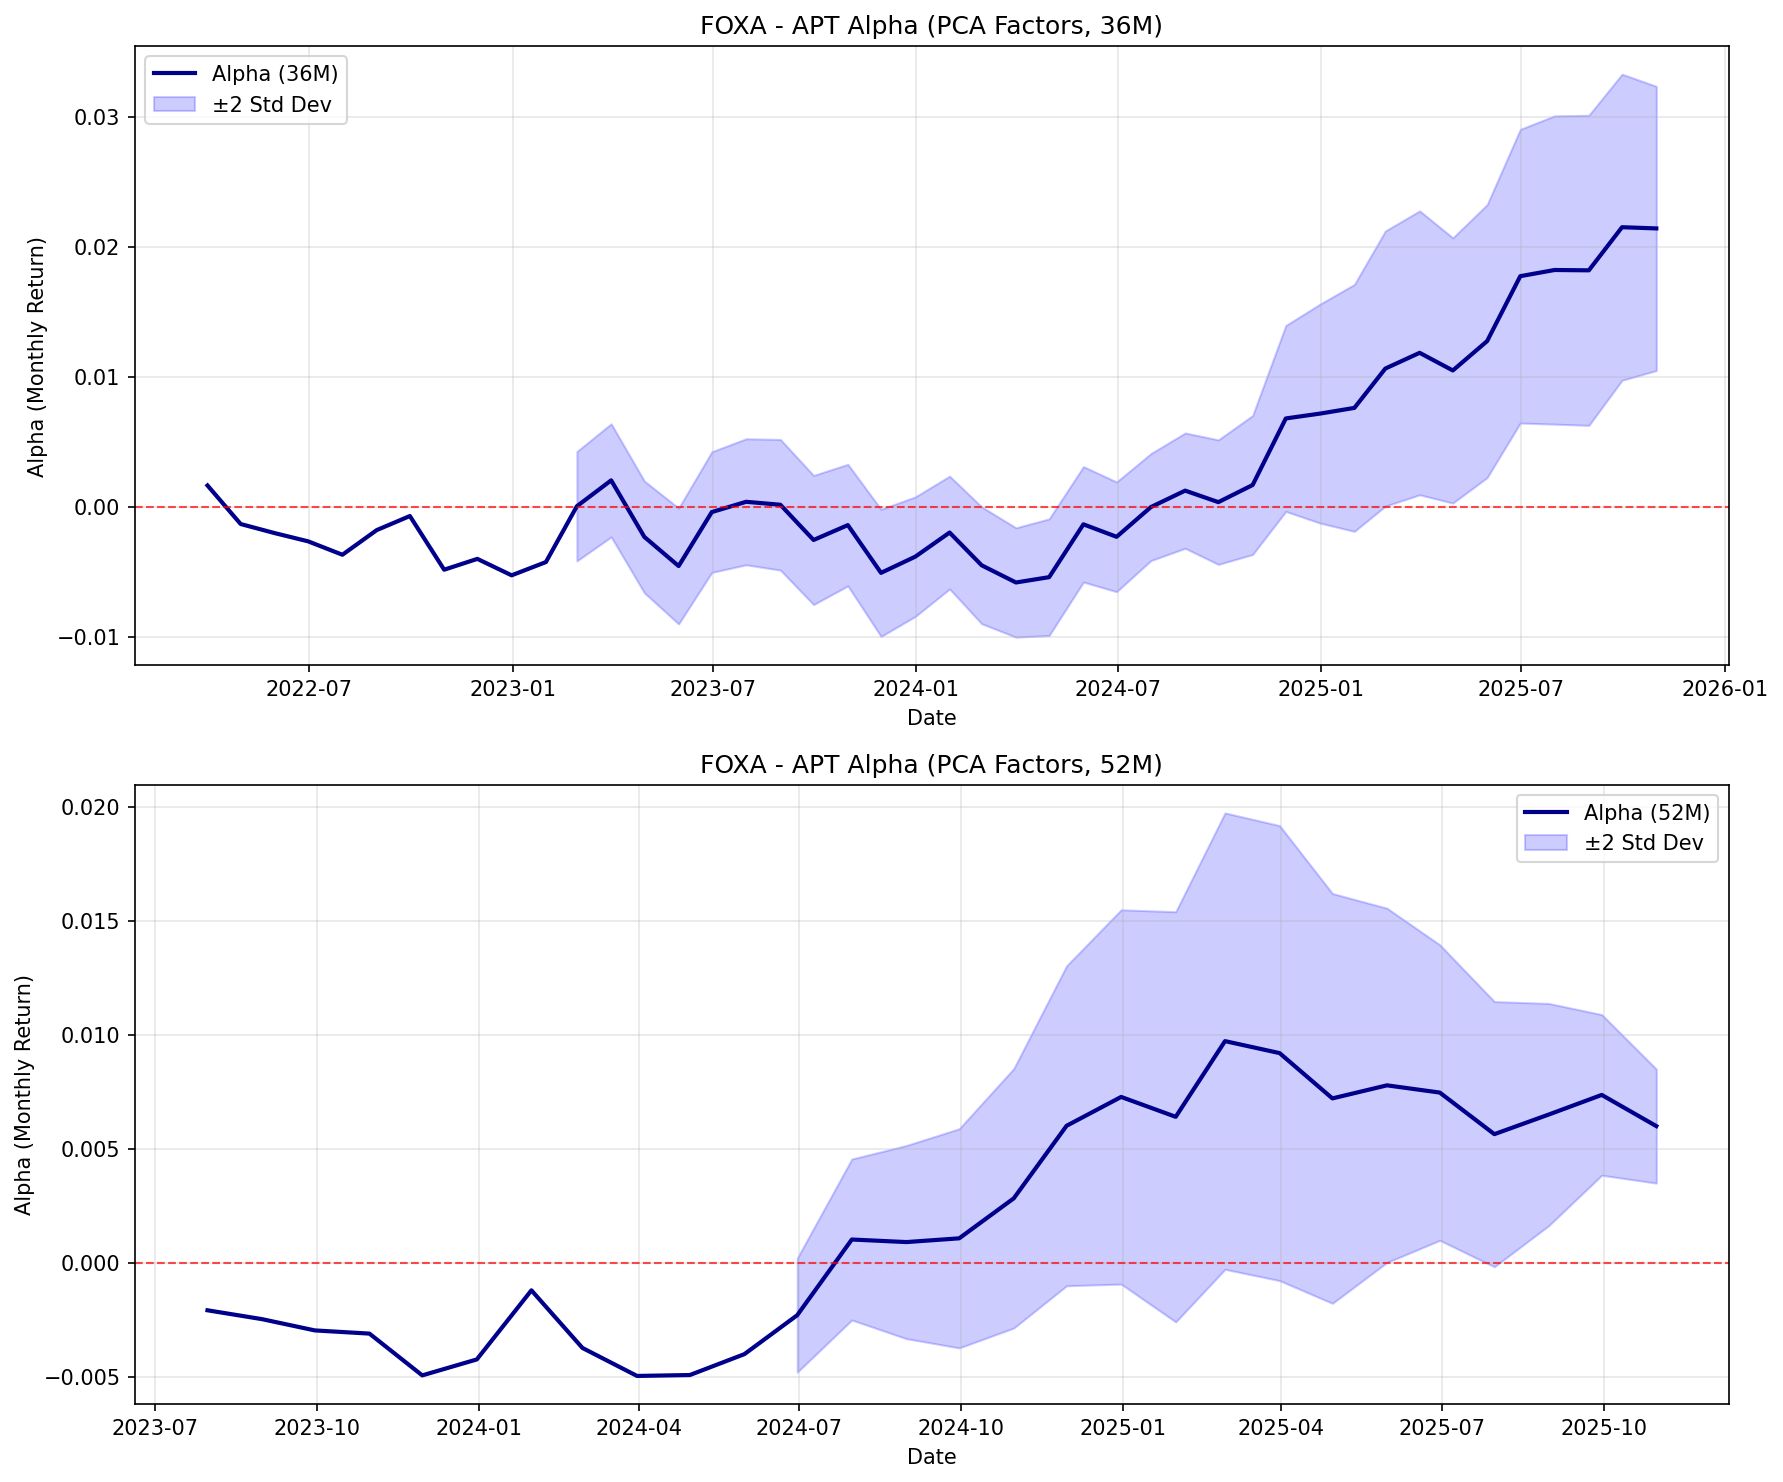 FOXA - APT Alpha (PCA Factors, 36M)
Alpha (36M)
±2 Std Dev
Alpha (Monthly Return)
0.03
0.02
0.01
0.00
−0.01
2022-07 2023-01 2023-07 2024-01 2024-07 2025-01 2025-07 2026-01
Date
FOXA - APT Alpha (PCA Factors, 52M)
Alpha (52M)
±2 Std Dev
Alpha (Monthly Return)
0.020
0.015
0.010
0.005
0.000
−0.005
2023-07 2023-10 2024-01 2024-04 2024-07 2024-10 2025-01 2025-04 2025-07 2025-10
Date